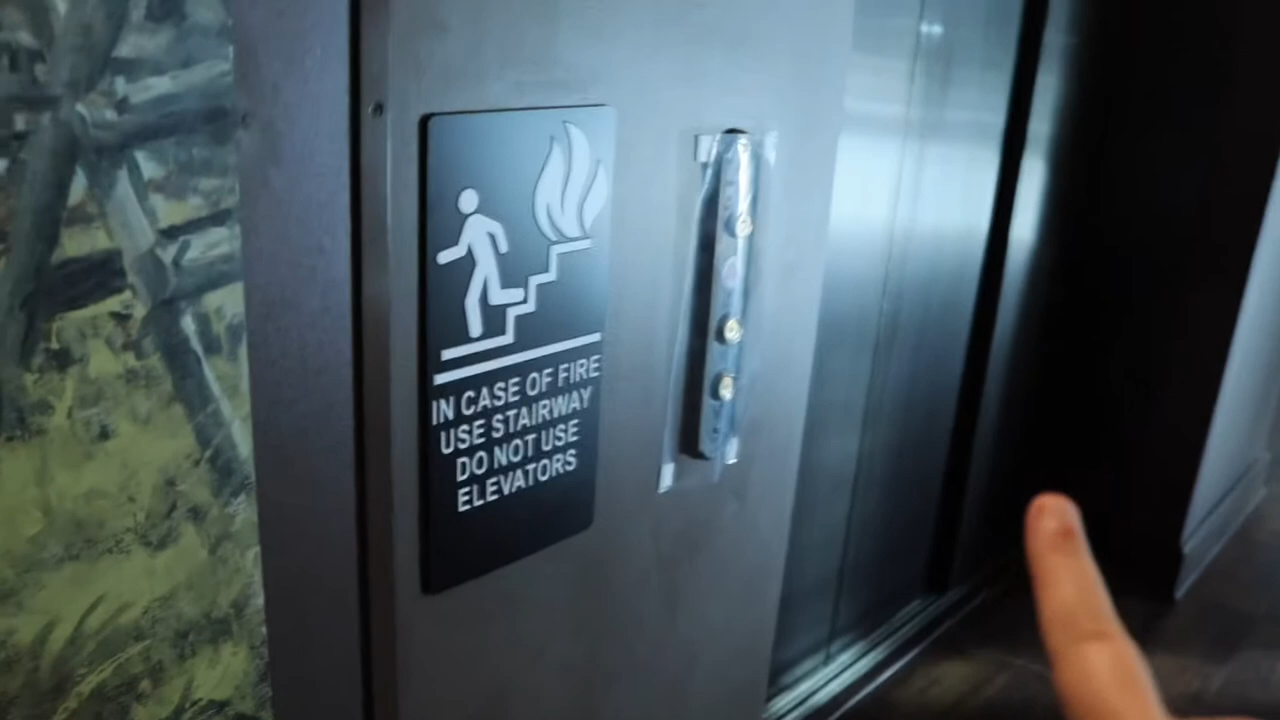 IN CASE OF FIRE
USE STAIRWAY
DO NOT USE
ELEVATORS